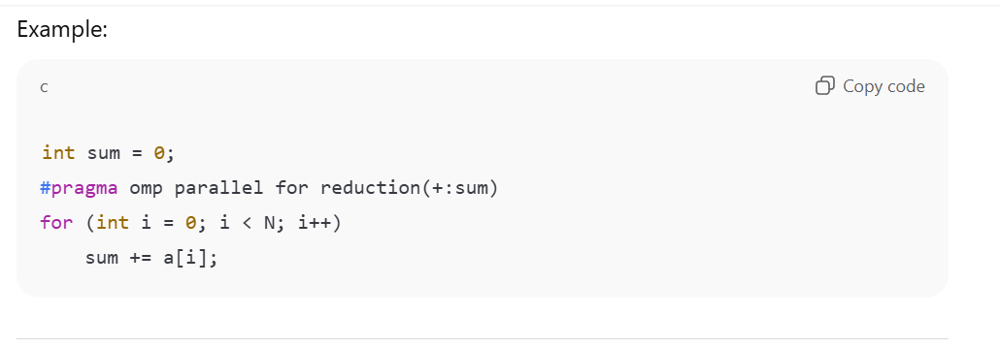 Example:
c
Copy code
int sum = 0;
#pragma omp parallel for reduction(+:sum)
for (int i = 0; i < N; i++)
    sum += a[i];